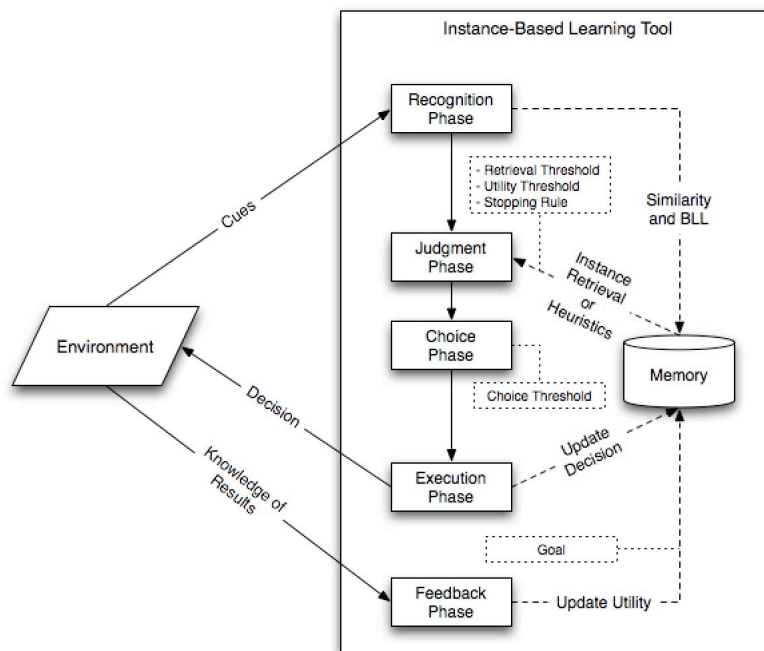 Instance-Based Learning Tool
Recognition
Phase
- Retrieval Threshold
- Utility Threshold
- Stopping Rule
Similarity
and BLL
Cues
Judgment
Phase
Instance
Retrieval
or
Heuristics
Environment
Choice
Phase
Memory
Choice Threshold
Decision
Update
Decision
Knowledge of
Results
Execution
Phase
Goal
Feedback
Phase
Update Utility